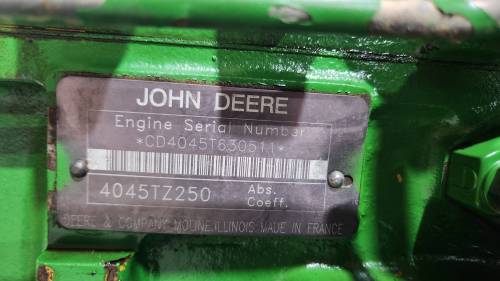 JOHN DEERE
Engine Serial Number
*CD4045T630511*
4045TZ250
Abs.
Coeff.
DEERE & COMPANY MOLINE ILLINOIS MADE IN FRANCE